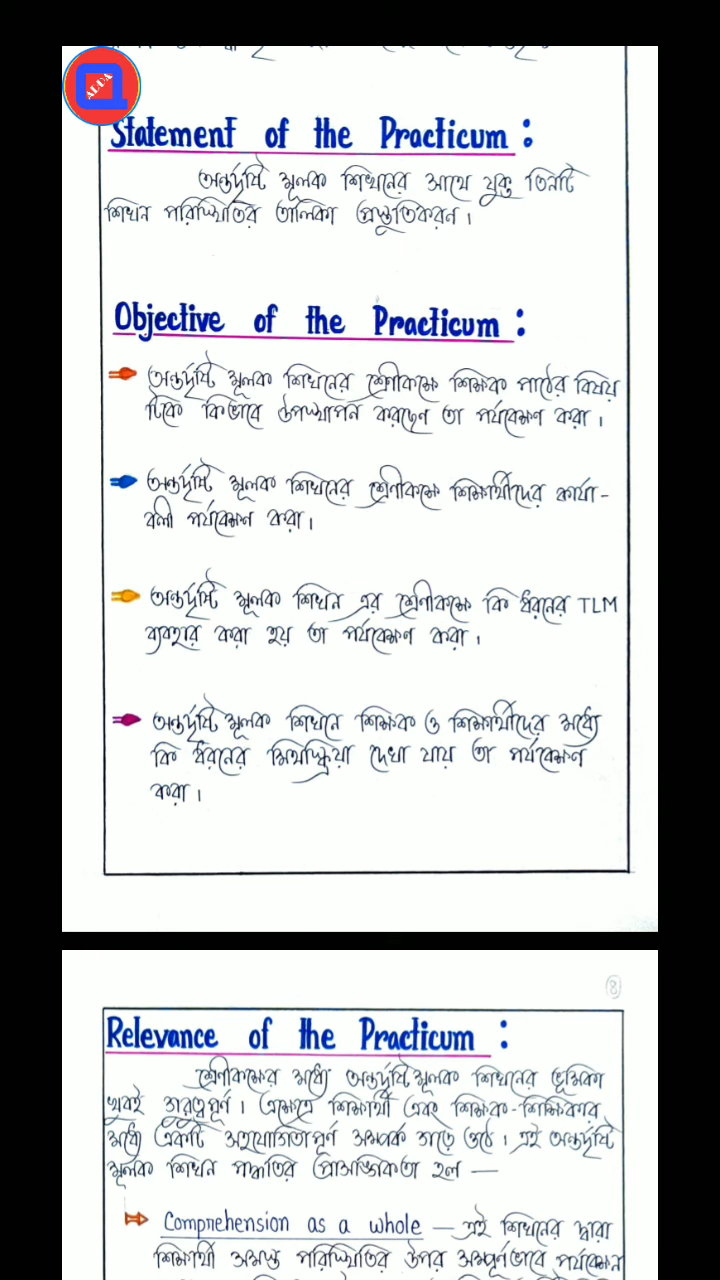 ADDA
Statement of the Practicum :
অন্তর্দৃষ্টি মূলক শিখনের সাথে যুক্ত তিনটি
শিখন পরিস্থিতির তালিকা প্রস্তুতিকরন।
Objective of the Practicum :
অন্তর্দৃষ্টি মূলক শিখনের শ্রেণীকক্ষে শিক্ষক পাঠের বিষয়
টিকে কিভাবে উপস্থাপন করছেন তা পর্যবেক্ষণ করা।
অন্তর্দৃষ্টি মূলক শিখনের শ্রেণীকক্ষে শিক্ষার্থীদের কার্যা-
বলী পর্যবেক্ষণ করা।
অন্তর্দৃষ্টি মূলক শিখন এর শ্রেণীকক্ষে কি ধরনের TLM
ব্যবহার করা হয় তা পর্যবেক্ষণ করা।
অন্তর্দৃষ্টি মূলক শিখনে শিক্ষক ও শিক্ষার্থীদের মধ্যে
কি ধরনের মিথস্ক্রিয়া দেখা যায় তা পর্যবেক্ষণ
করা।
Relevance of the Practicum :
শ্রেণীকক্ষের মধ্যে অন্তর্দৃষ্টি মূলক শিখনের ভূমিকা
খুবই গুরুত্বপূর্ণ। এক্ষেত্রে শিক্ষার্থী এবং শিক্ষক-শিক্ষিকার
মধ্যে একটি সহযোগিতাপূর্ণ সম্পর্ক গড়ে ওঠে। এই অন্তর্দৃষ্টি
মূলক শিখন পদ্ধতির প্রাসঙ্গিকতা হল —
Comprehension as a whole — এই শিখনের দ্বারা
শিক্ষার্থী সমস্ত পরিস্থিতির উপর সম্পূর্ণভাবে পর্যবেক্ষন